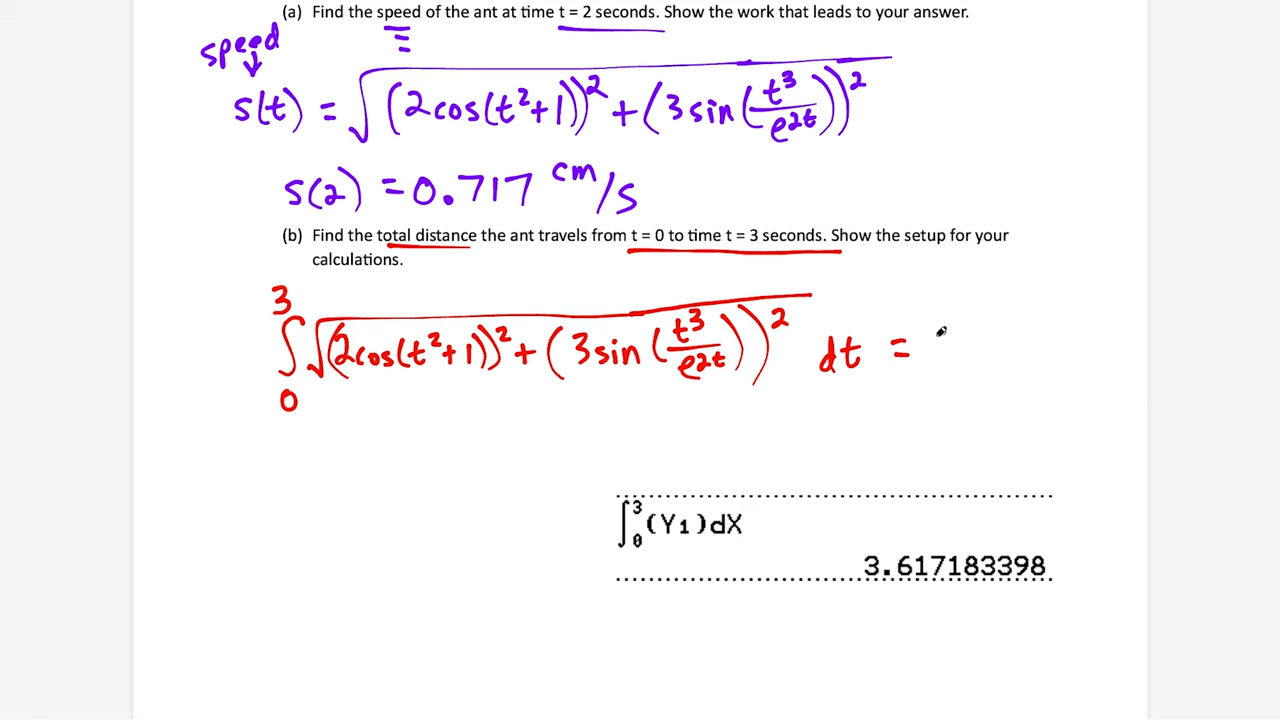 (a) Find the speed of the ant at time t = 2 seconds. Show the work that leads to your answer.
speed
s(t) = √((2cos(t²+1))² + (3sin(t³/e²ᵗ))²)
s(2) = 0.717 cm/s
(b) Find the total distance the ant travels from t = 0 to time t = 3 seconds. Show the setup for your
calculations.
∫₀³ √((2cos(t²+1))² + (3sin(t³/e²ᵗ))²) dt =
∫₀³(Y₁)dX
3.617183398